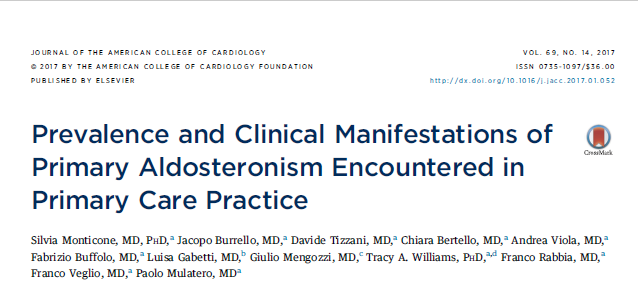 JOURNAL OF THE AMERICAN COLLEGE OF CARDIOLOGY
VOL. 69, NO. 14, 2017
© 2017 BY THE AMERICAN COLLEGE OF CARDIOLOGY FOUNDATION
ISSN 0735-1097/$36.00
PUBLISHED BY ELSEVIER
http://dx.doi.org/10.1016/j.jacc.2017.01.052
Prevalence and Clinical Manifestations of
Primary Aldosteronism Encountered in
Primary Care Practice
CrossMark
Silvia Monticone, MD, PhD,ᵃ Jacopo Burrello, MD,ᵃ Davide Tizzani, MD,ᵃ Chiara Bertello, MD,ᵃ Andrea Viola, MD,ᵃ
Fabrizio Buffolo, MD,ᵃ Luisa Gabetti, MD,ᵇ Giulio Mengozzi, MD,ᶜ Tracy A. Williams, PhD,ᵃ,ᵈ Franco Rabbia, MD,ᵃ
Franco Veglio, MD,ᵃ Paolo Mulatero, MDᵃ